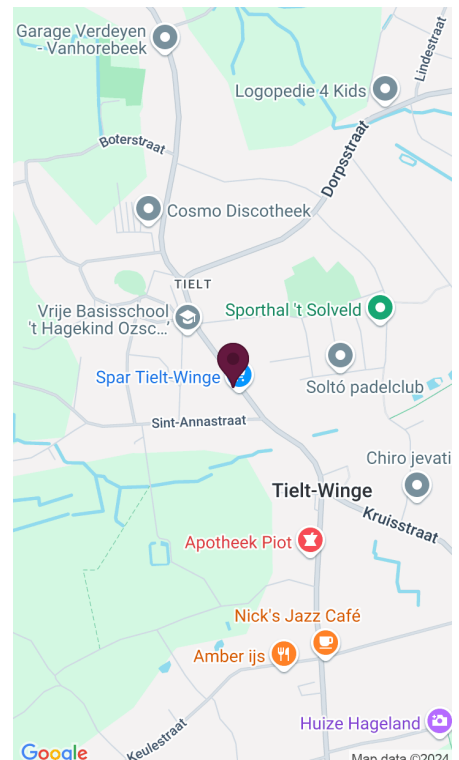 Garage Verdeyen
- Vanhorebeek
Lindestraat
Logopedie 4 Kids
Boterstraat
Dorpsstraat
Cosmo Discotheek
TIELT
Vrije Basisschool
't Hagekind Ozsc...
Sporthal 't Solveld
Spar Tielt-Winge
Soltó padelclub
Sint-Annastraat
Chiro jevati
Tielt-Winge
Kruisstraat
Apotheek Piot
Nick's Jazz Café
Amber ijs
Huize Hageland
Keulestraat
Google
Map data ©2024